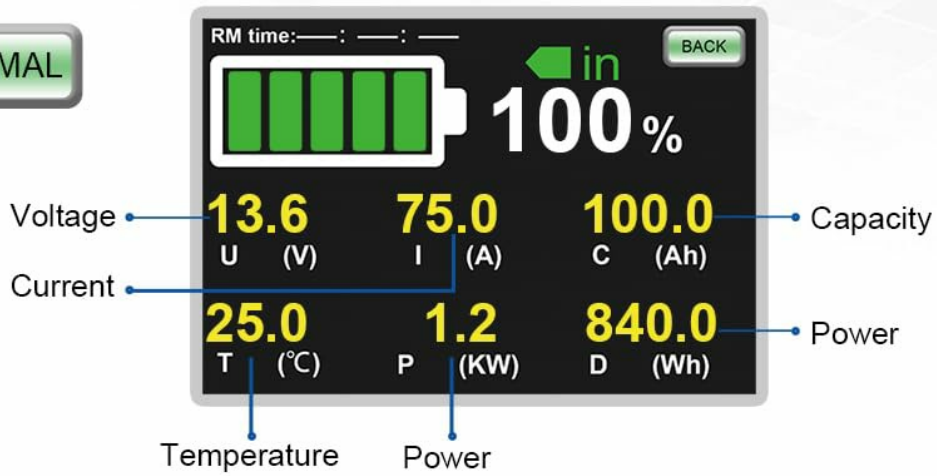 RM time:——: ——: ——
BACK
in
MAL
100%
Voltage
13.6
75.0
100.0
Capacity
U (V)
I (A)
C (Ah)
Current
25.0
1.2
840.0
Power
T (℃)
P (KW)
D (Wh)
Temperature
Power